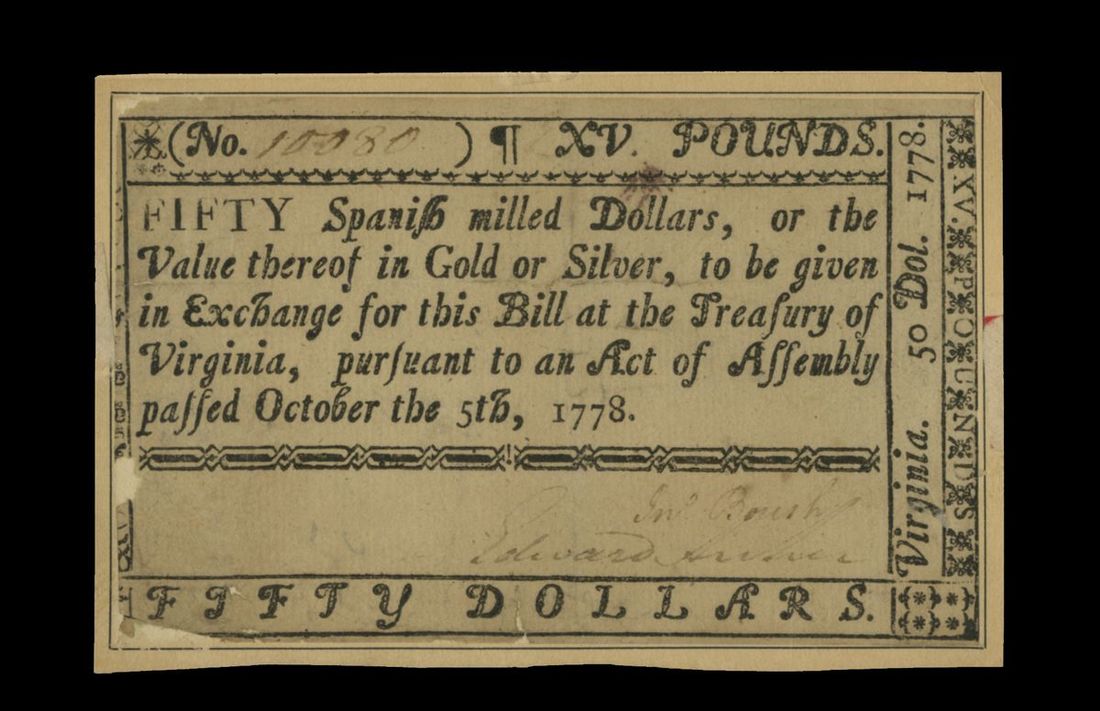 (No. 10080 ) ¶ XV. POUNDS.
FIFTY Spaniſh milled Dollars, or the
Value thereof in Gold or Silver, to be given
in Exchange for this Bill at the Treaſury of
Virginia, purſuant to an Act of Aſſembly
paſſed October the 5th, 1778.
Jnº Boush
Edward Archer
FIFTY DOLLARS.
Virginia. 50 Dol. 1778.
XV. POUNDS